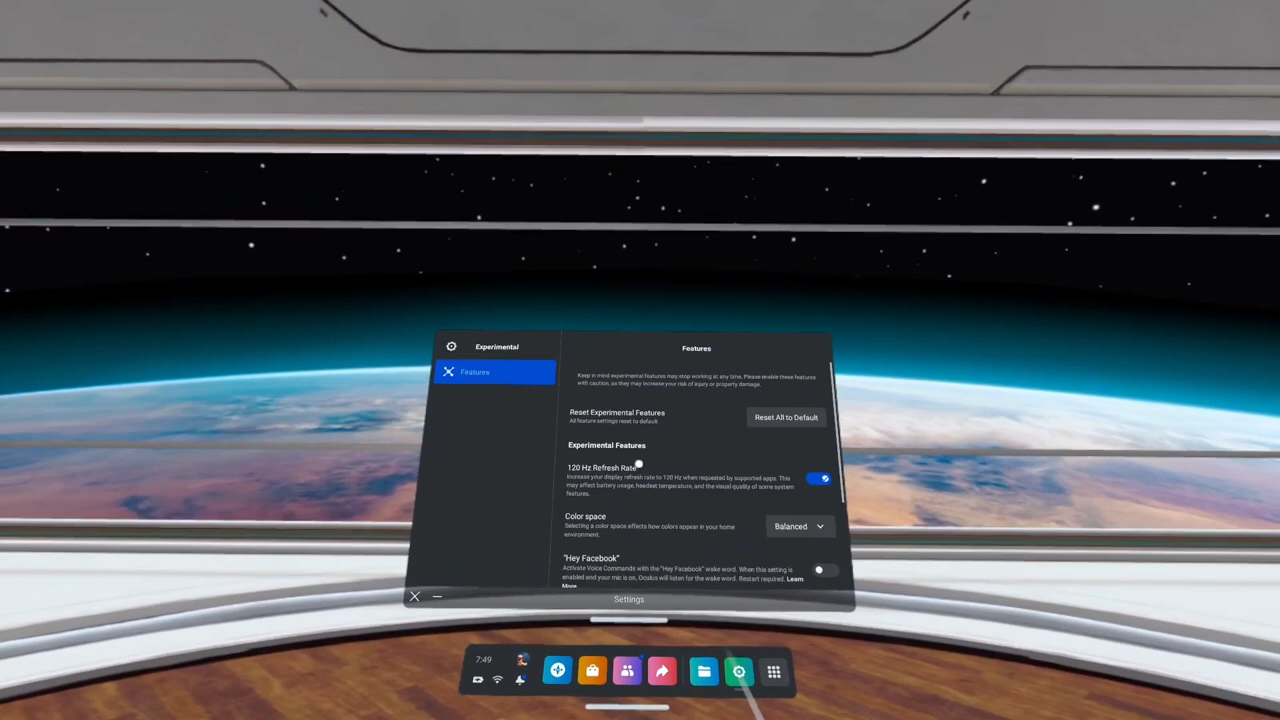 Experimental
Features
Features
Keep in mind experimental features may stop working at any time. Please enable these features
with caution, as they may increase your risk of injury or property damage.
Reset Experimental Features
All feature settings reset to default.
Reset All to Default
Experimental Features
120 Hz Refresh Rate
Increase your display refresh rate to 120 Hz when requested by supported apps. This
may affect battery usage, headset temperature, and the visual quality of some system
features.
Color space
Selecting a color space affects how colors appear in your home
environment.
Balanced
"Hey Facebook"
Activate Voice Commands with the "Hey Facebook" wake word. When this setting is
enabled and your mic is on, Oculus will listen for the wake word. Restart required. Learn
More
Settings
7:49